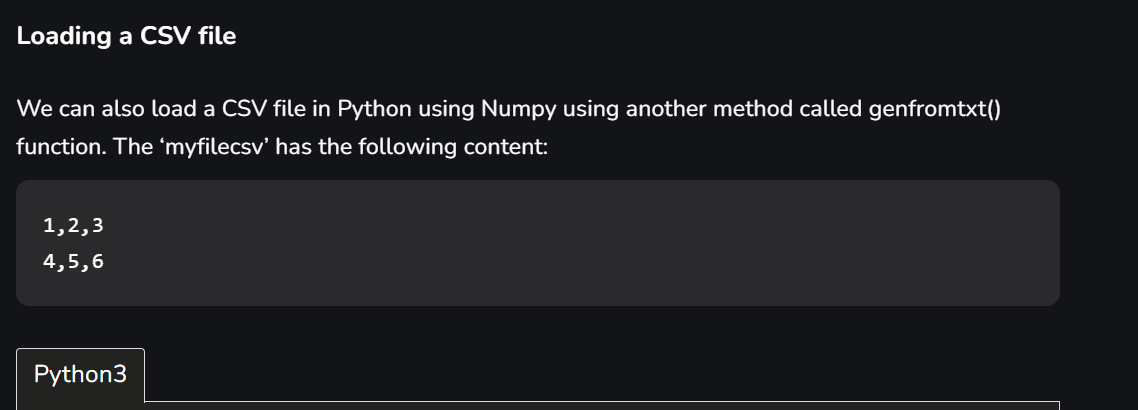 Loading a CSV file
We can also load a CSV file in Python using Numpy using another method called genfromtxt()
function. The ‘myfilecsv’ has the following content:
1,2,3
4,5,6
Python3